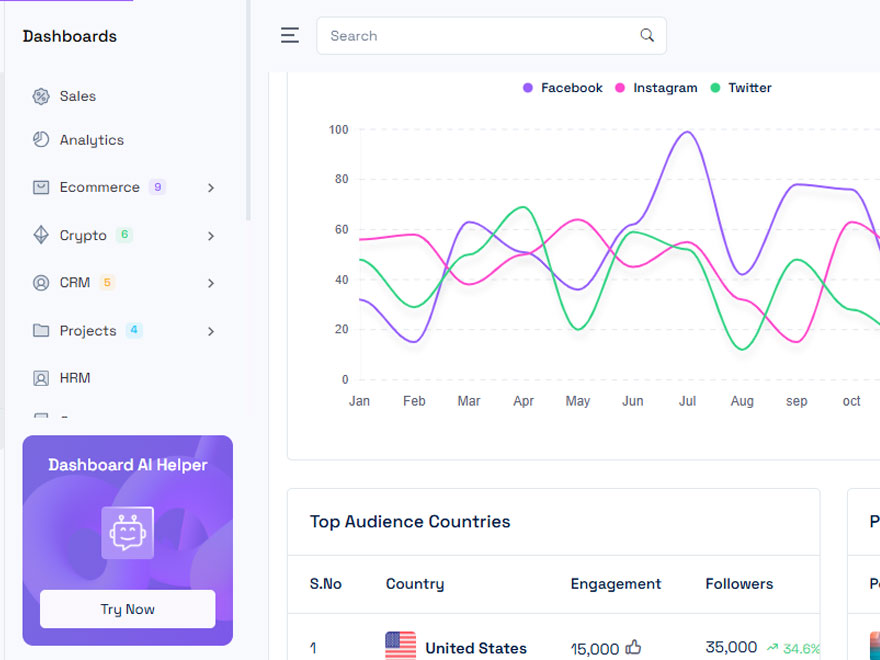 Dashboards
Sales
Analytics
Ecommerce 9
Crypto 6
CRM 5
Projects 4
HRM
Dashboard AI Helper
Try Now
Search
Facebook Instagram Twitter
100
80
60
40
20
0
Jan Feb Mar Apr May Jun Jul Aug sep oct
Top Audience Countries
S.No Country Engagement Followers
1 United States 15,000 35,000 34.6%